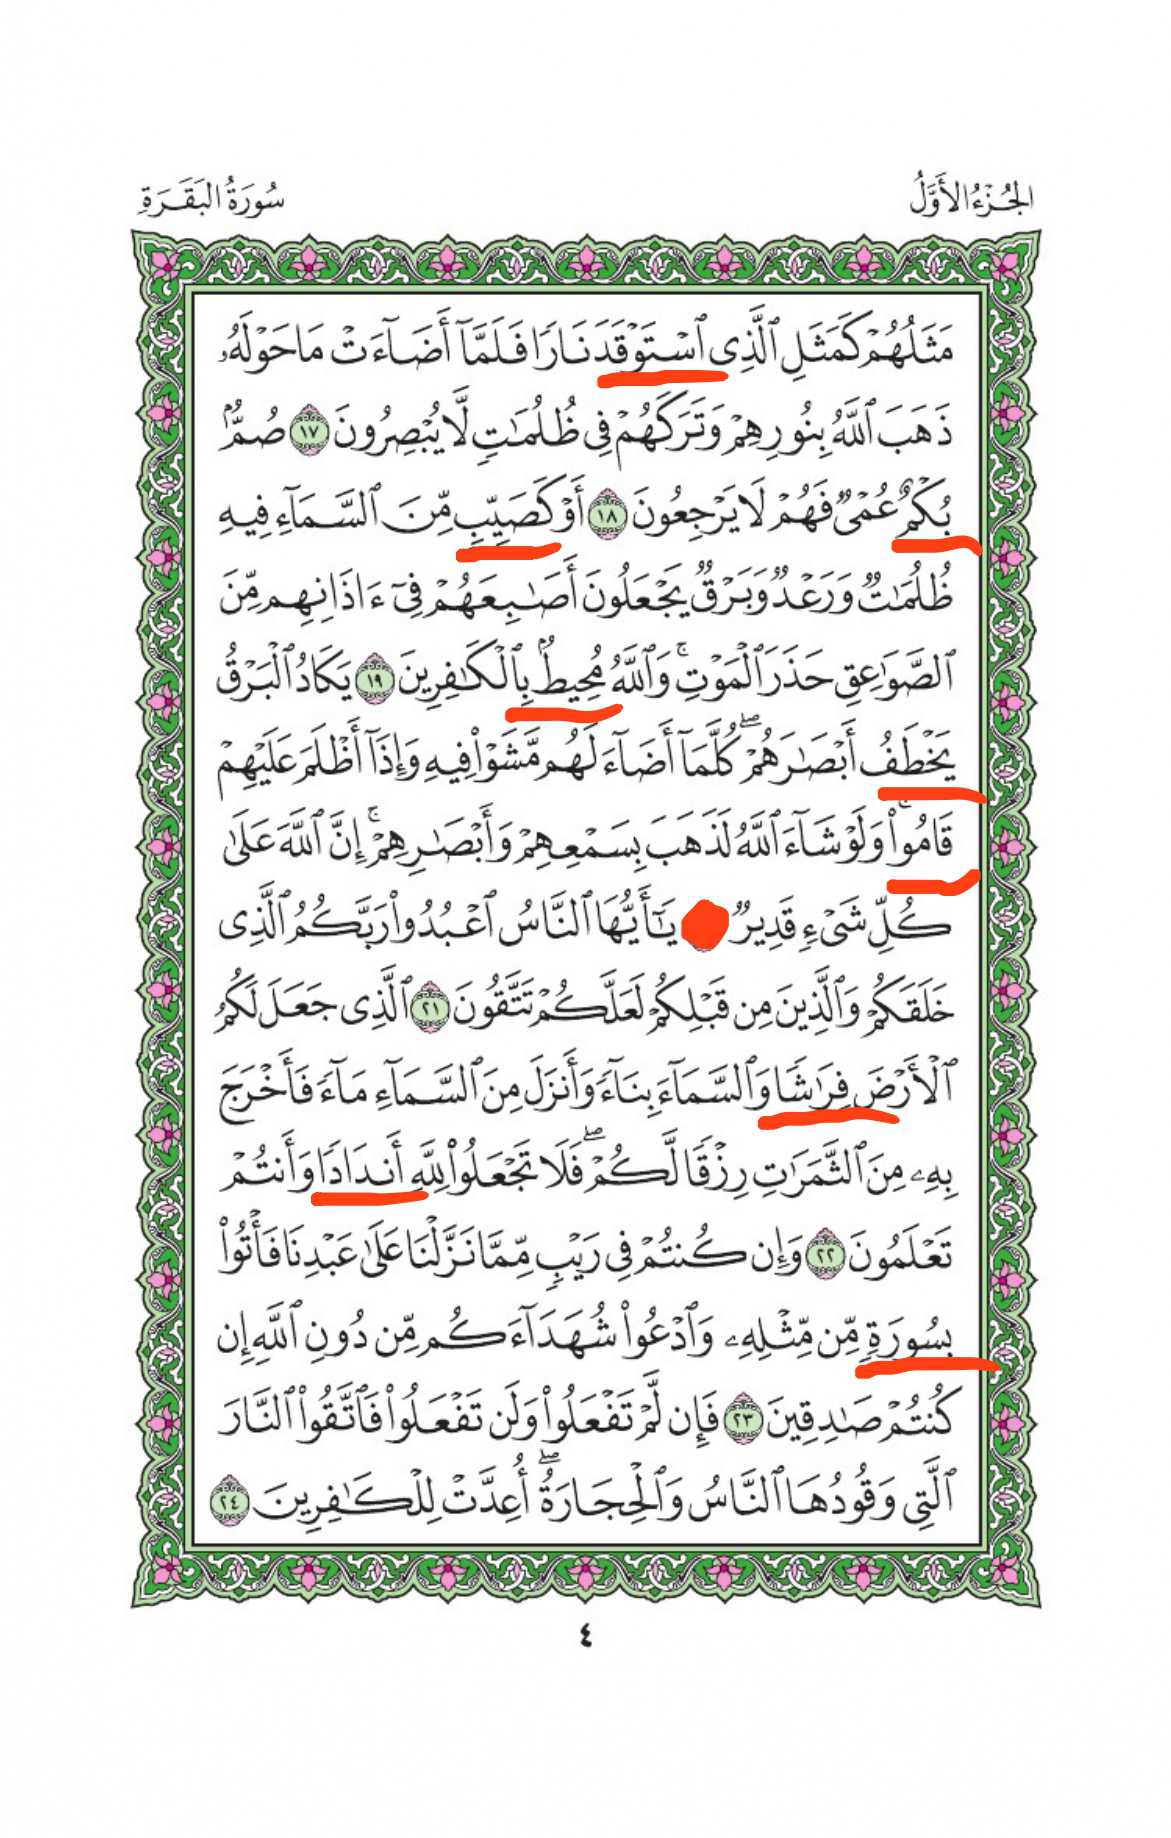 الجُزْءُ الأَوَّلُ
سُورَةُ البَقَرَةِ
مَثَلُهُمْ كَمَثَلِ ٱلَّذِى ٱسْتَوْقَدَ نَارًا فَلَمَّآ أَضَآءَتْ مَا حَوْلَهُۥ
ذَهَبَ ٱللَّهُ بِنُورِهِمْ وَتَرَكَهُمْ فِى ظُلُمَٰتٍ لَّا يُبْصِرُونَ ١٧ صُمٌّۢ
بُكْمٌ عُمْىٌ فَهُمْ لَا يَرْجِعُونَ ١٨ أَوْ كَصَيِّبٍ مِّنَ ٱلسَّمَآءِ فِيهِ
ظُلُمَٰتٌ وَرَعْدٌ وَبَرْقٌ يَجْعَلُونَ أَصَٰبِعَهُمْ فِىٓ ءَاذَانِهِم مِّنَ
ٱلصَّوَٰعِقِ حَذَرَ ٱلْمَوْتِ ۚ وَٱللَّهُ مُحِيطٌۢ بِٱلْكَٰفِرِينَ ١٩ يَكَادُ ٱلْبَرْقُ
يَخْطَفُ أَبْصَٰرَهُمْ ۖ كُلَّمَآ أَضَآءَ لَهُم مَّشَوْا۟ فِيهِ وَإِذَآ أَظْلَمَ عَلَيْهِمْ
قَامُوا۟ ۚ وَلَوْ شَآءَ ٱللَّهُ لَذَهَبَ بِسَمْعِهِمْ وَأَبْصَٰرِهِمْ ۚ إِنَّ ٱللَّهَ عَلَىٰ
كُلِّ شَىْءٍ قَدِيرٌ يَٰٓأَيُّهَا ٱلنَّاسُ ٱعْبُدُوا۟ رَبَّكُمُ ٱلَّذِى
خَلَقَكُمْ وَٱلَّذِينَ مِن قَبْلِكُمْ لَعَلَّكُمْ تَتَّقُونَ ٢١ ٱلَّذِى جَعَلَ لَكُمُ
ٱلْأَرْضَ فِرَٰشًا وَٱلسَّمَآءَ بِنَآءً وَأَنزَلَ مِنَ ٱلسَّمَآءِ مَآءً فَأَخْرَجَ
بِهِۦ مِنَ ٱلثَّمَرَٰتِ رِزْقًا لَّكُمْ ۖ فَلَا تَجْعَلُوا۟ لِلَّهِ أَندَادًا وَأَنتُمْ
تَعْلَمُونَ ٢٢ وَإِن كُنتُمْ فِى رَيْبٍ مِّمَّا نَزَّلْنَا عَلَىٰ عَبْدِنَا فَأْتُوا۟
بِسُورَةٍ مِّن مِّثْلِهِۦ وَٱدْعُوا۟ شُهَدَآءَكُم مِّن دُونِ ٱللَّهِ إِن
كُنتُمْ صَٰدِقِينَ ٢٣ فَإِن لَّمْ تَفْعَلُوا۟ وَلَن تَفْعَلُوا۟ فَٱتَّقُوا۟ ٱلنَّارَ
ٱلَّتِى وَقُودُهَا ٱلنَّاسُ وَٱلْحِجَارَةُ ۖ أُعِدَّتْ لِلْكَٰفِرِينَ ٢٤
٤